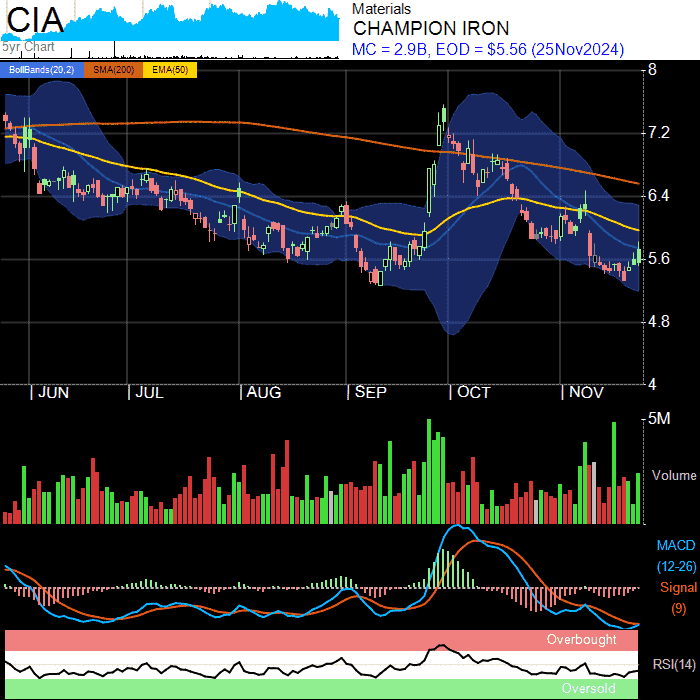 CIA
5yr Chart
Materials
CHAMPION IRON
MC = 2.9B, EOD = $5.56 (25Nov2024)
BollBands(20,2) SMA(200) EMA(50)
8
7.2
6.4
5.6
4.8
4
JUN JUL AUG SEP OCT NOV
5M
Volume
MACD
(12-26)
Signal
(9)
Overbought
RSI(14)
Oversold